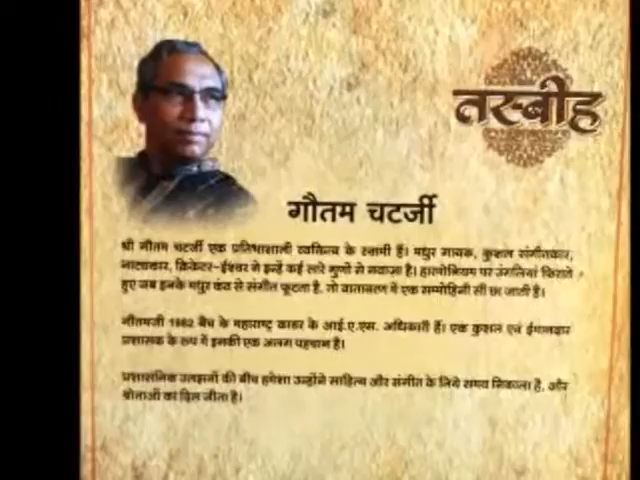 तस्बीह
गौतम चटर्जी
श्री गौतम चटर्जी एक प्रतिभाशाली व्यक्तित्व के स्वामी हैं। मधुर गायक, कुशल संगीतकार,
नाट्यकार, क्रिकेटर-ईश्वर ने इन्हें कई सारे गुणों से नवाज़ा है। हारमोनियम पर उंगलियां फिराते
हुए जब इनके मधुर कंठ से संगीत फूटता है, तो वातावरण में एक सम्मोहिनी सी छा जाती है।
गौतमजी 1982 बैच के महाराष्ट्र काडर के आई.ए.एस. अधिकारी हैं। एक कुशल एवं ईमानदार
प्रशासक के रूप में इनकी एक अलग पहचान है।
प्रशासनिक उलझनों की बीच हमेशा उन्होंने साहित्य और संगीत के लिये समय निकाला है, और
श्रोताओं का दिल जीता है।